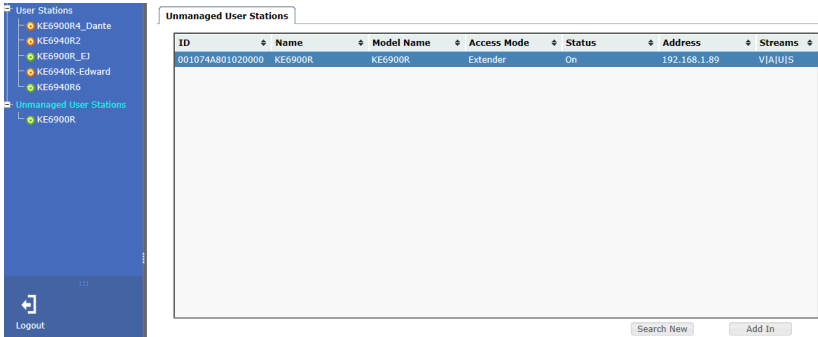 User Stations
KE6900R4_Dante
KE6940R2
KE6900R_EJ
KE6940R-Edward
KE6940R6
Unmanaged User Stations
KE6900R
Logout
Unmanaged User Stations
ID Name Model Name Access Mode Status Address Streams
001074A801020000 KE6900R KE6900R Extender On 192.168.1.89 V|A|U|S
Search New Add In